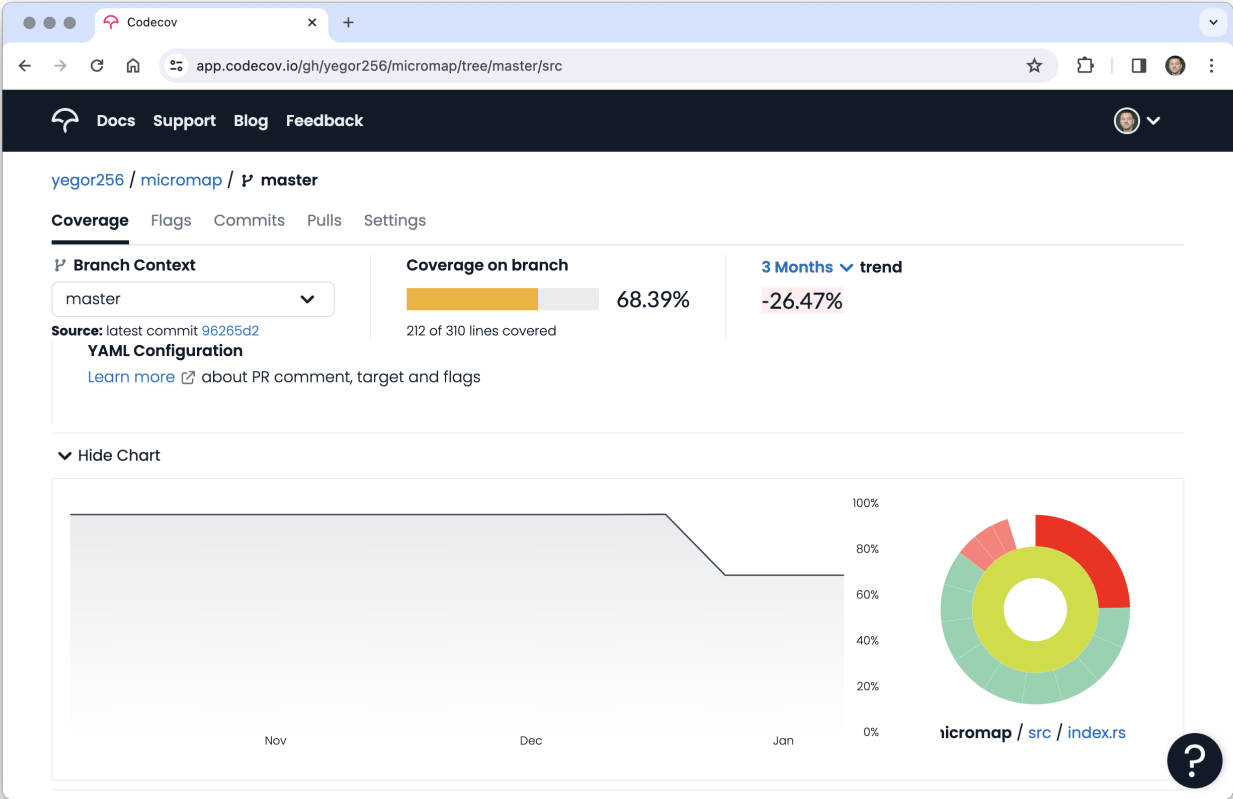 Codecov
app.codecov.io/gh/yegor256/micromap/tree/master/src
Docs Support Blog Feedback
yegor256 / micromap / master
Coverage Flags Commits Pulls Settings
Branch Context
master
Source: latest commit 96265d2
Coverage on branch
68.39%
212 of 310 lines covered
3 Months trend
-26.47%
YAML Configuration
Learn more about PR comment, target and flags
Hide Chart
100%
80%
60%
40%
20%
0%
Nov Dec Jan
nicromap / src / index.rs
?